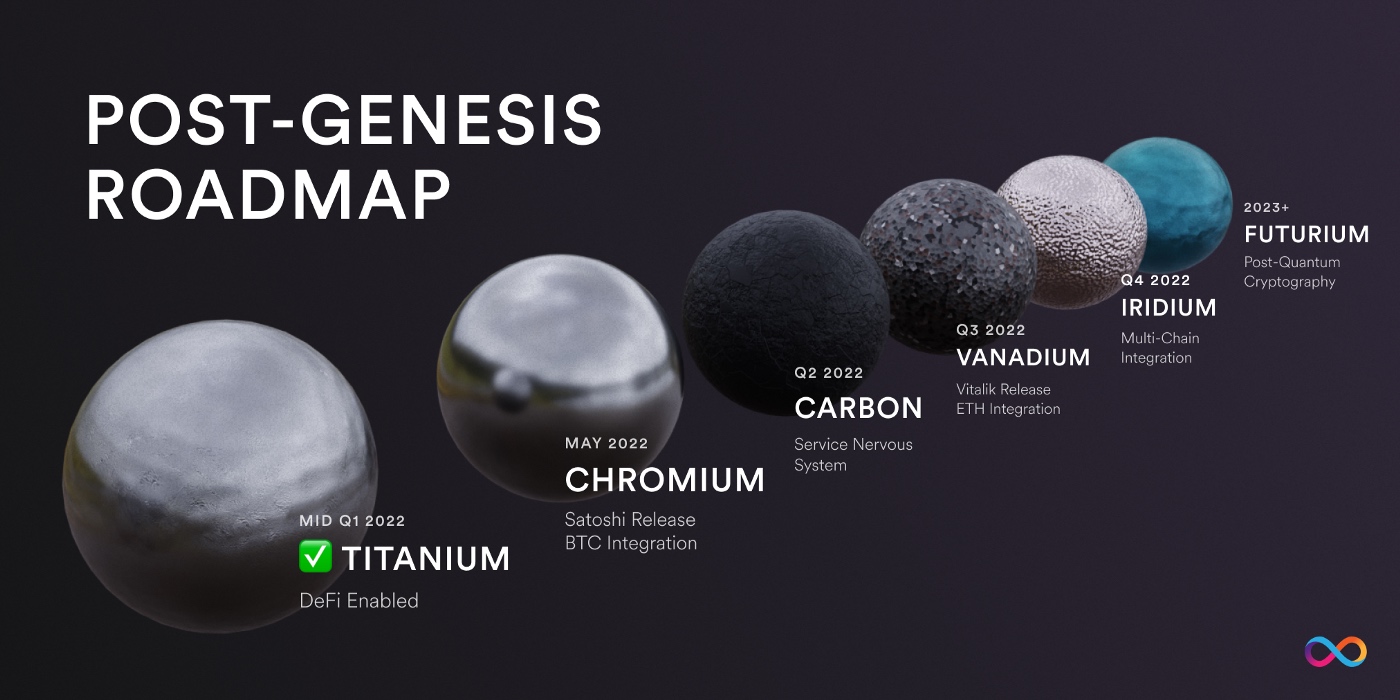 POST-GENESIS
ROADMAP
MID Q1 2022
✅ TITANIUM
DeFi Enabled
MAY 2022
CHROMIUM
Satoshi Release
BTC Integration
Q2 2022
CARBON
Service Nervous
System
Q3 2022
VANADIUM
Vitalik Release
ETH Integration
Q4 2022
IRIDIUM
Multi-Chain
Integration
2023+
FUTURIUM
Post-Quantum
Cryptography